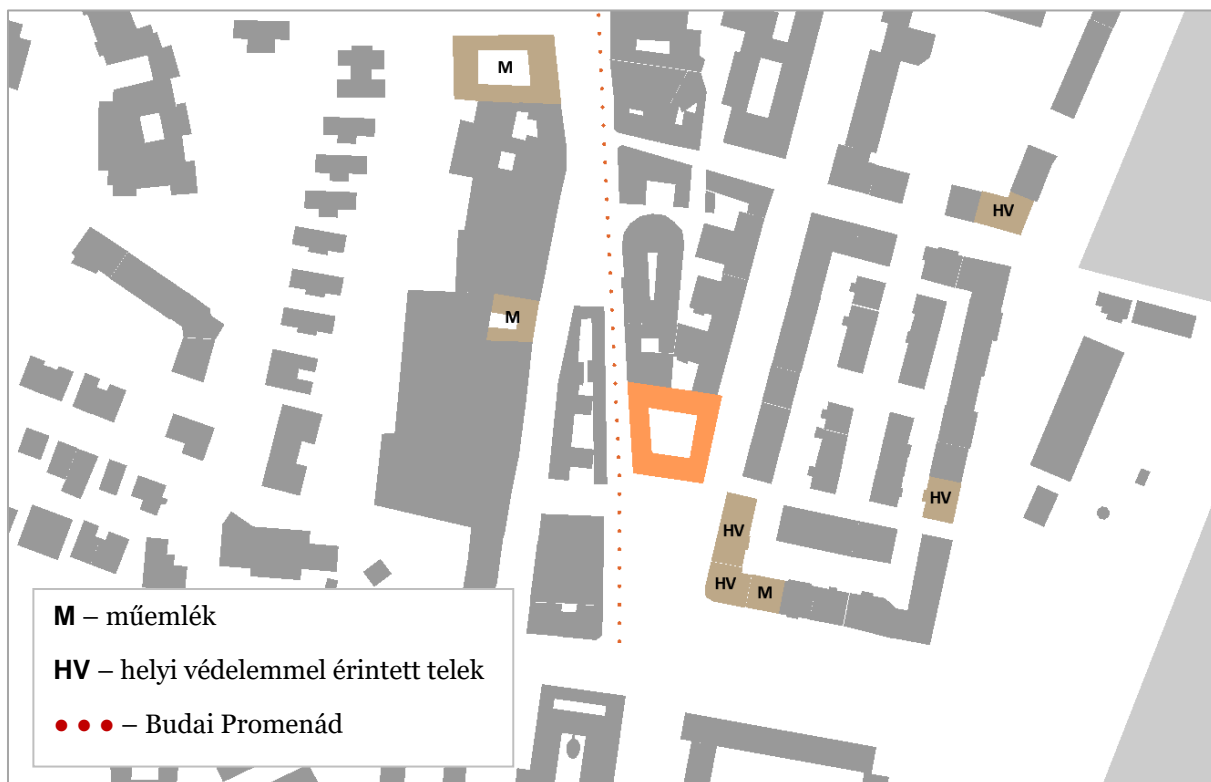 M
HV
M
HV
HV
HV
M
M – műemlék
HV – helyi védelemmel érintett telek
● ● ● – Budai Promenád